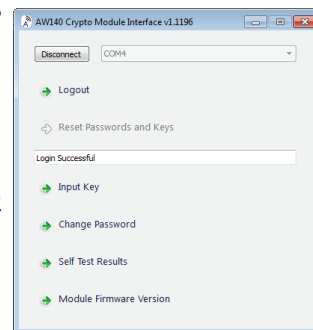 AW140 Crypto Module Interface v1.1196
Disconnect COM4
Logout
Reset Passwords and Keys
Login Successful
Input Key
Change Password
Self Test Results
Module Firmware Version